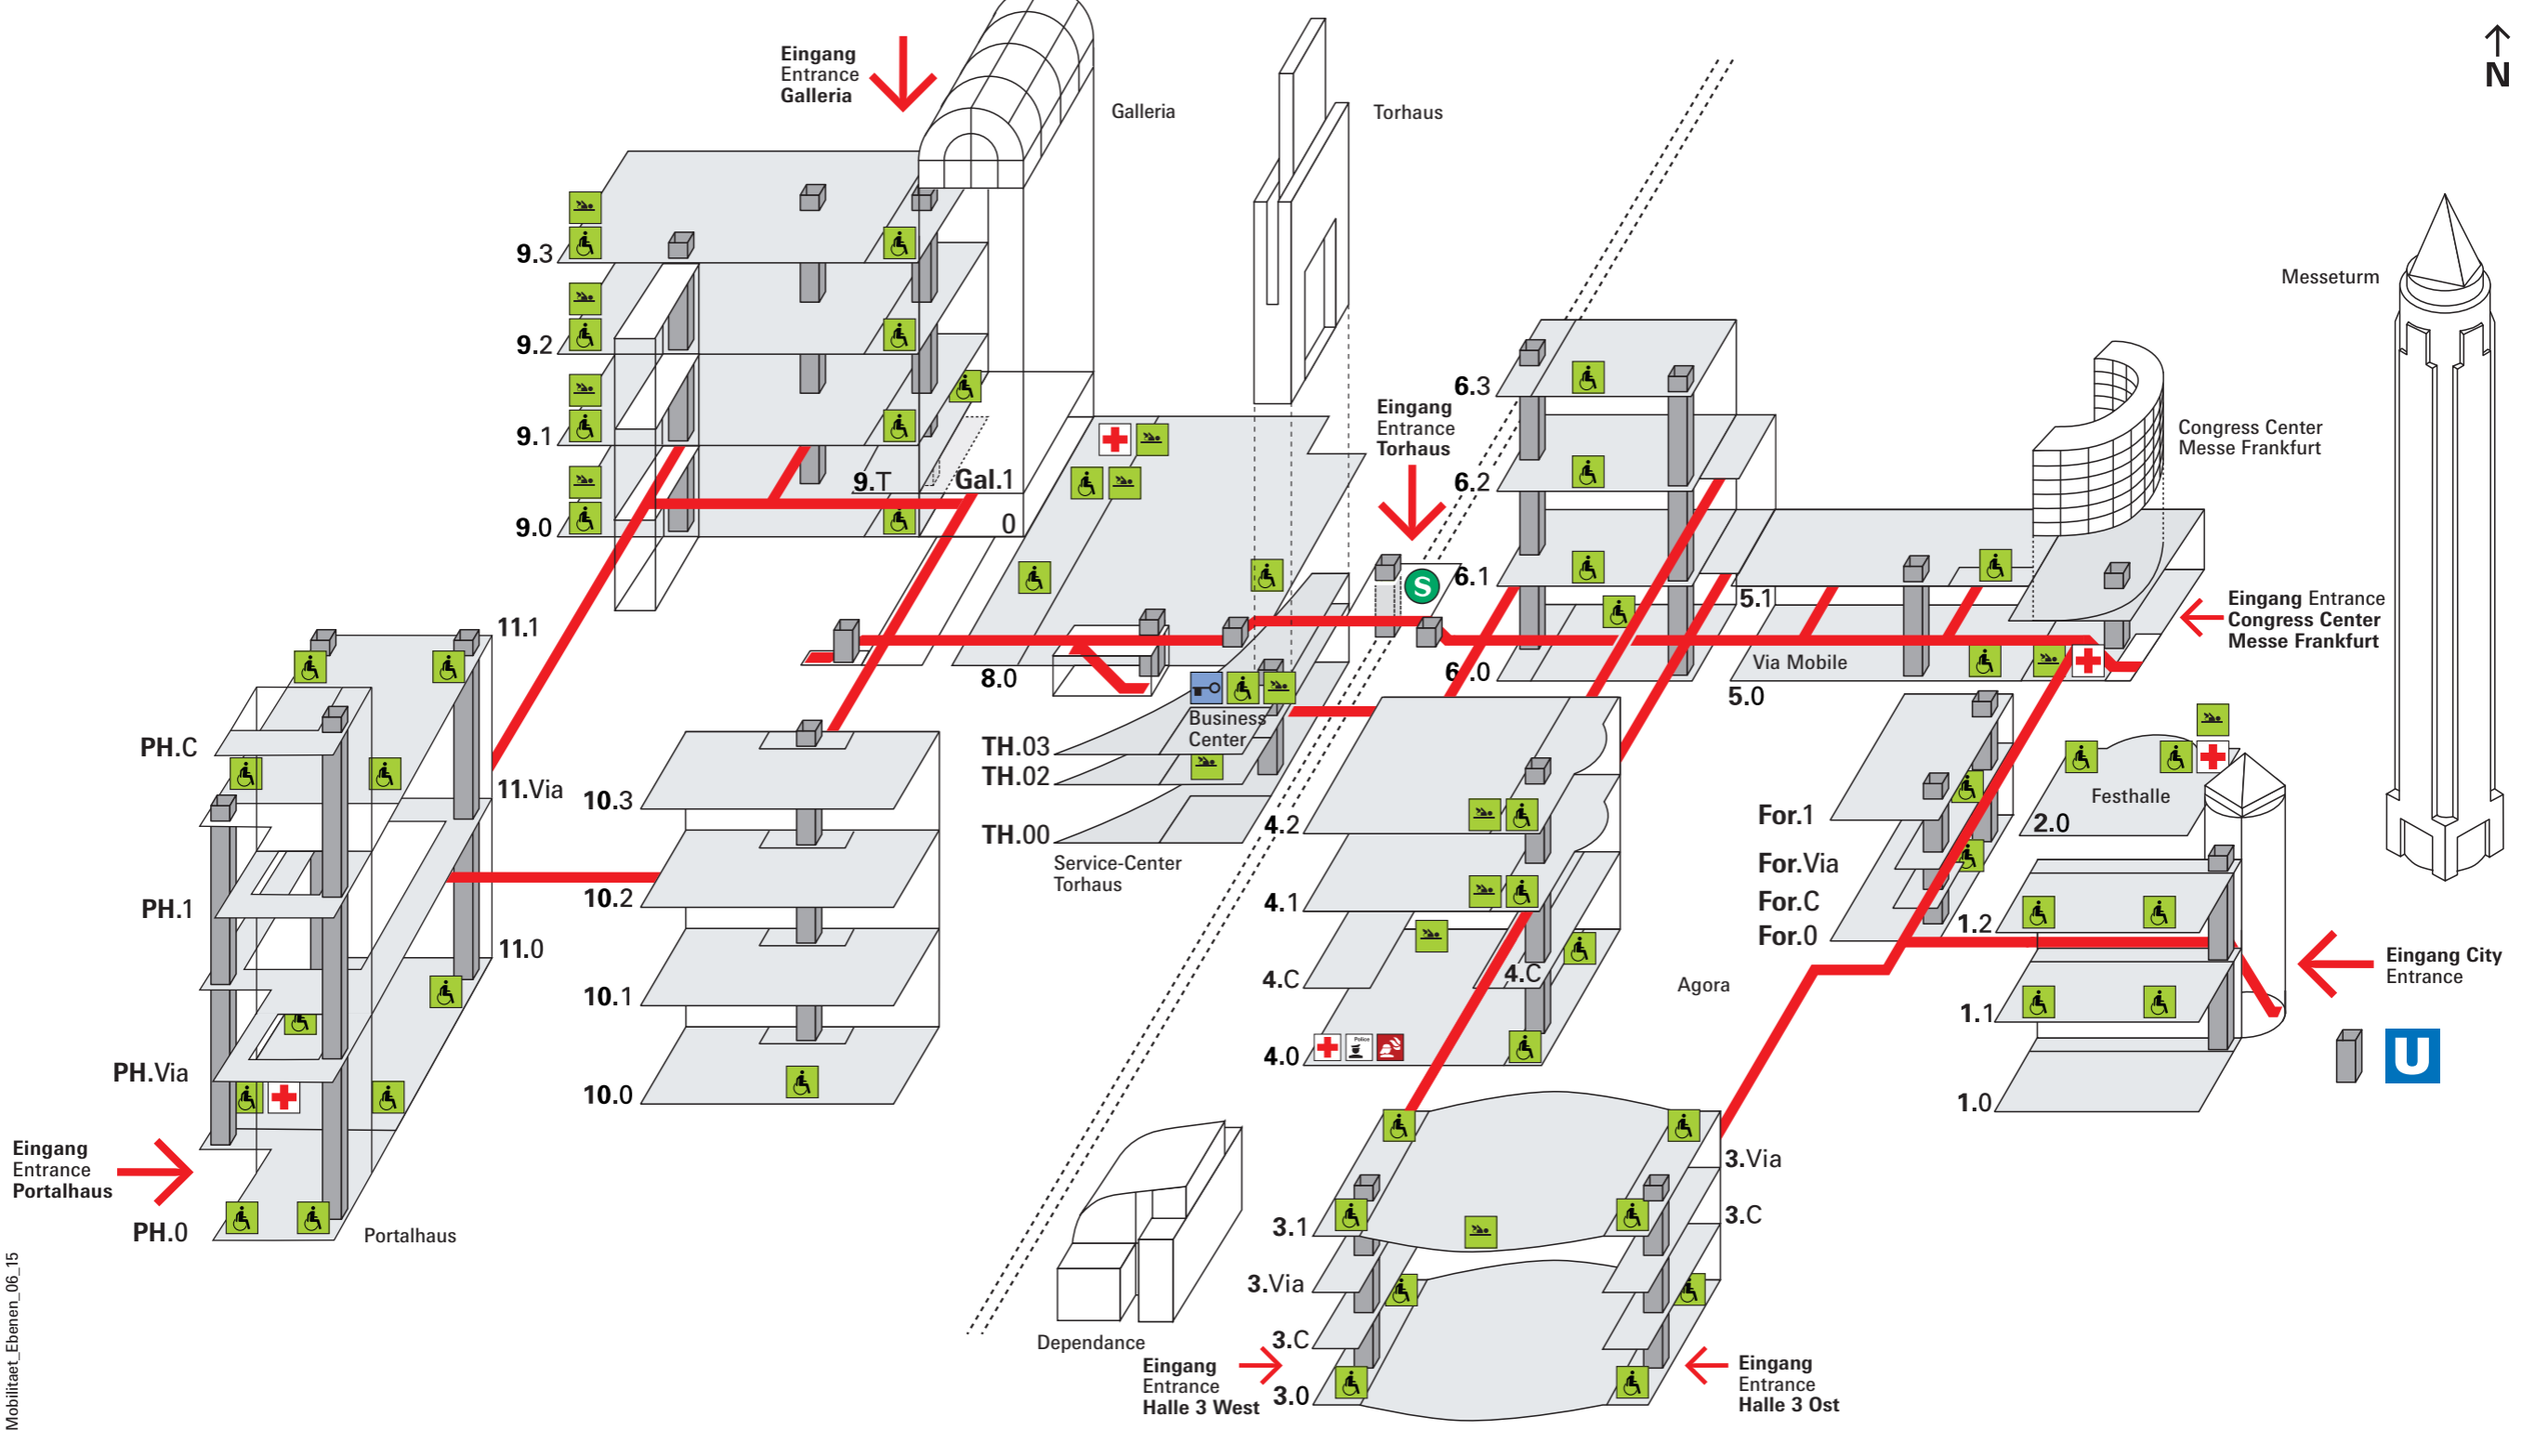 Eingang
Entrance
Galleria
Galleria
Torhaus
N
Messeturm
9.3
9.2
9.1
9.0
9.T
Gal.1
0
Eingang
Entrance
Torhaus
S
6.3
6.2
6.1
6.0
5.1
5.0
Via Mobile
Congress Center
Messe Frankfurt
Eingang Entrance
Congress Center
Messe Frankfurt
11.1
11.Via
11.0
PH.C
PH.1
PH.Via
PH.0
Eingang
Entrance
Portalhaus
Portalhaus
10.3
10.2
10.1
10.0
8.0
Business
Center
TH.03
TH.02
TH.00
Service-Center
Torhaus
4.2
4.1
4.C
4.C
4.0
Police
Agora
For.1
For.Via
For.C
For.0
Festhalle
2.0
1.2
1.1
1.0
Eingang City
Entrance
U
3.1
3.Via
3.C
3.0
3.Via
3.C
Dependance
Eingang
Entrance
Halle 3 West
Eingang
Entrance
Halle 3 Ost
Mobilitaet_Ebenen_06_15